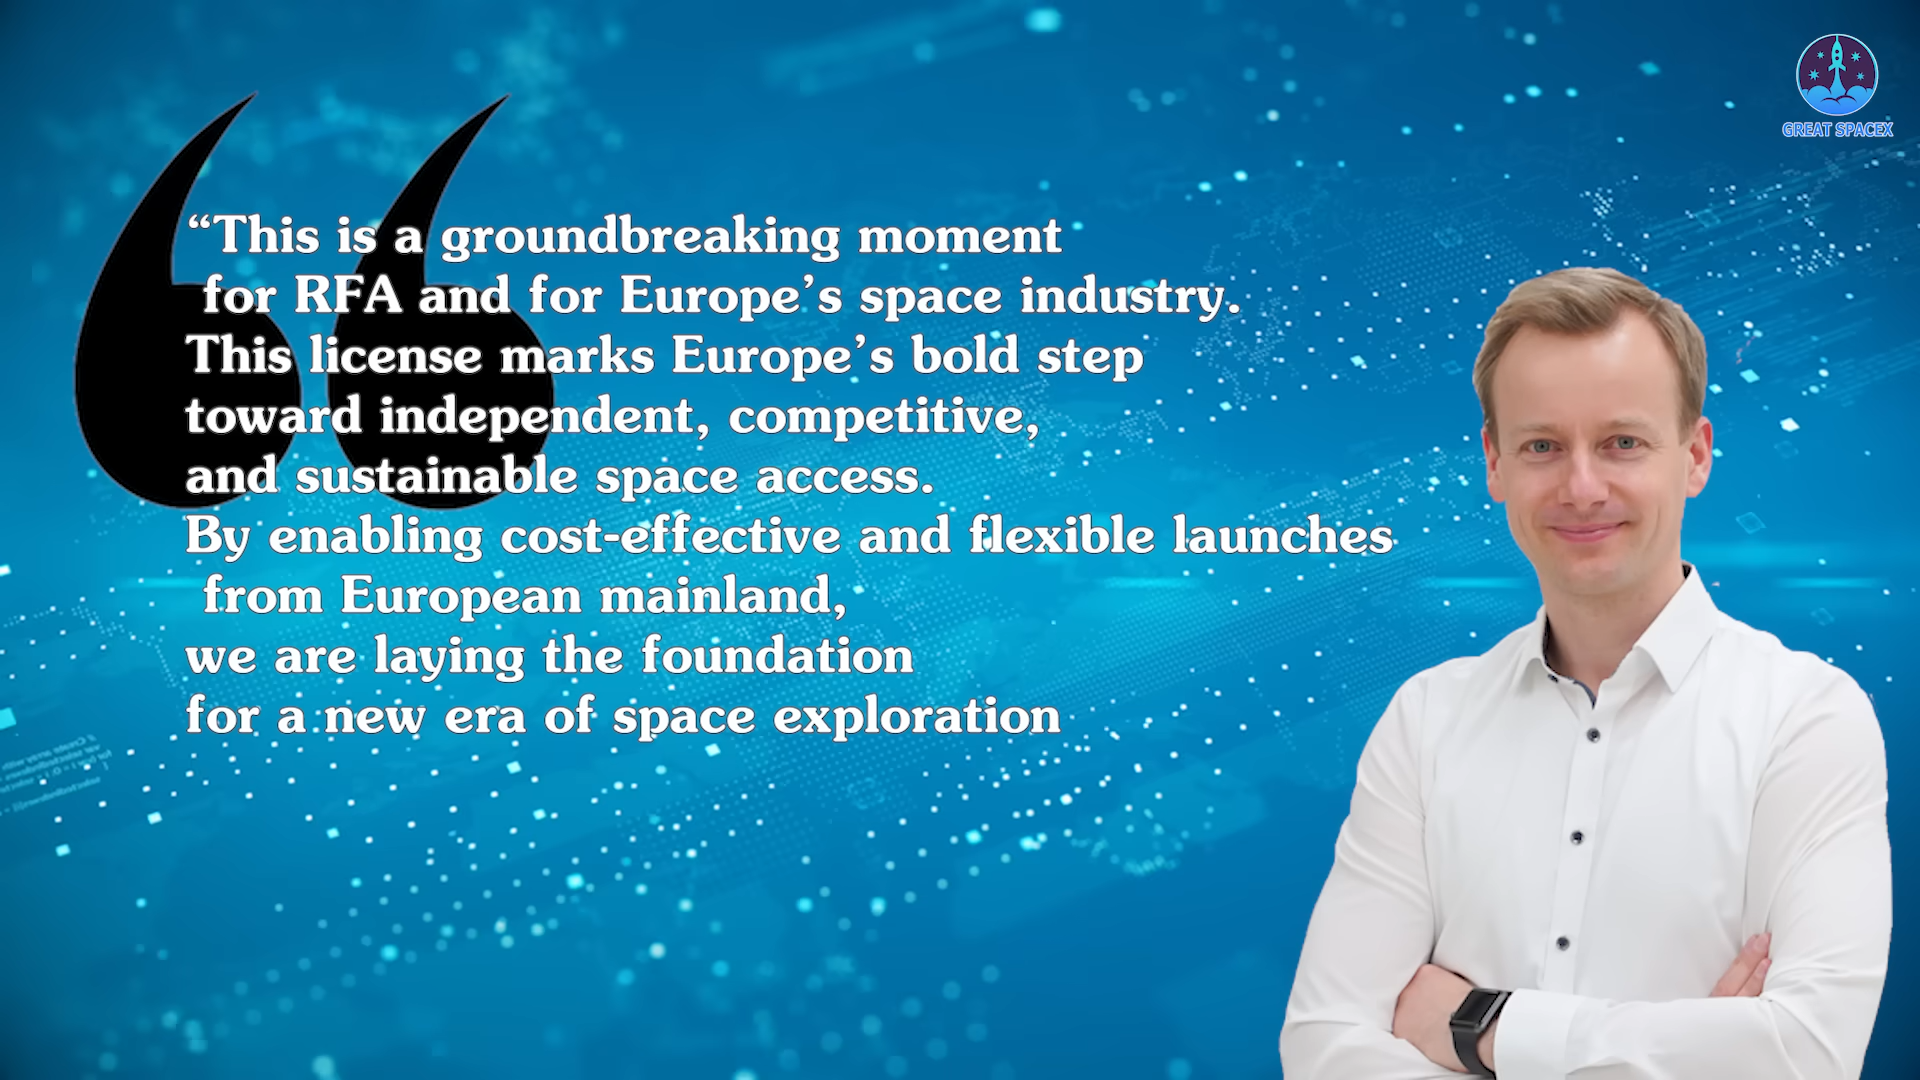 GREAT SPACEX
“This is a groundbreaking moment
for RFA and for Europe’s space industry.
This license marks Europe’s bold step
toward independent, competitive,
and sustainable space access.
By enabling cost-effective and flexible launches
from European mainland,
we are laying the foundation
for a new era of space exploration